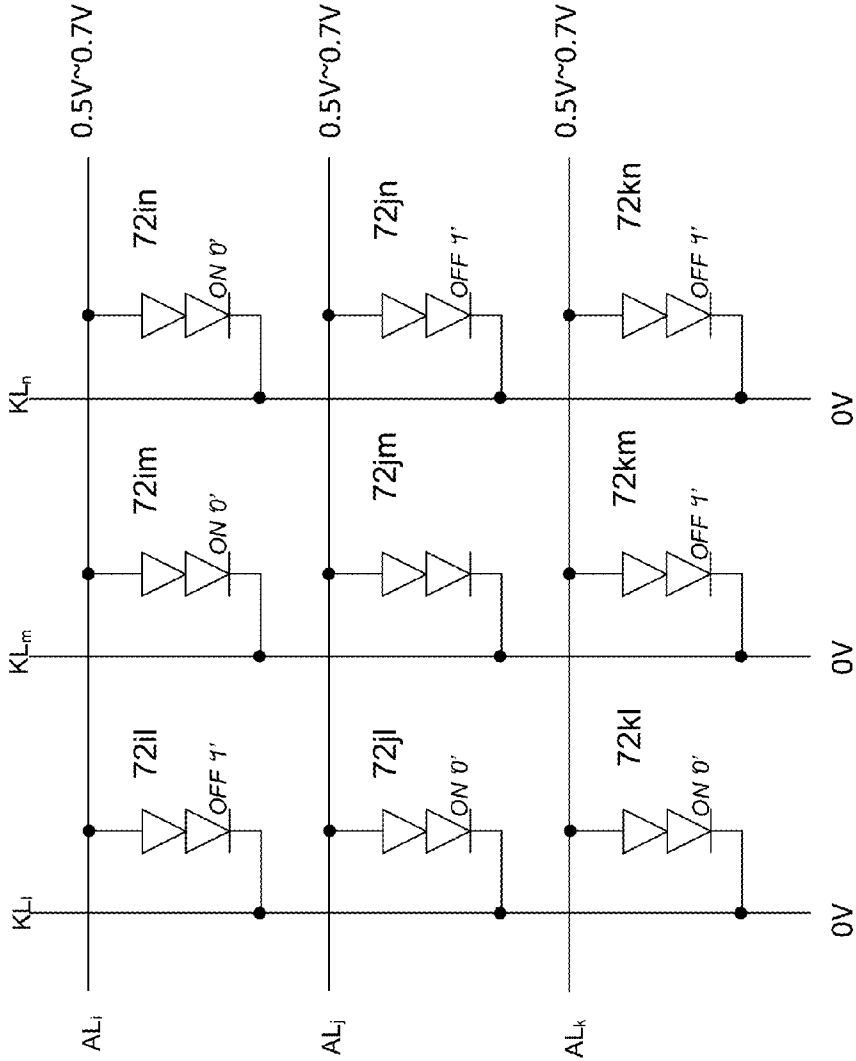 KLl
KLm
KLn
ALi
72il
72im
72in
0.5V~0.7V
OFF '1'
ON '0'
ON '0'
ALj
72jl
72jm
72jn
0.5V~0.7V
ON '0'
OFF '1'
ALk
72kl
72km
72kn
0.5V~0.7V
ON '0'
OFF '1'
OFF '1'
0V
0V
0V